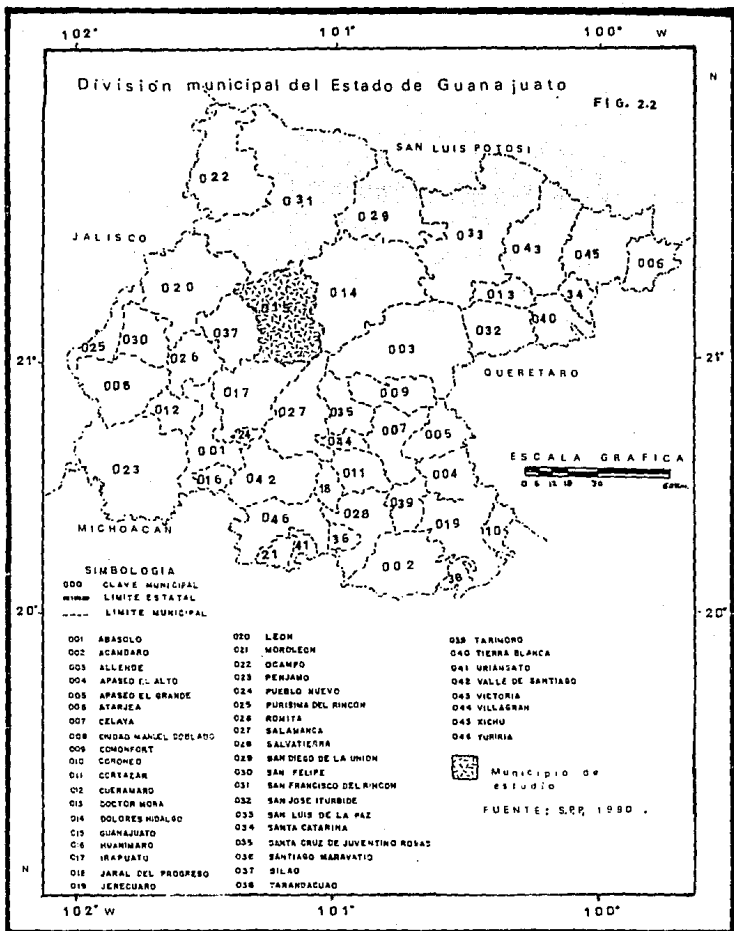 102° 101° 100° W
N
División municipal del Estado de Guanajuato
FIG. 2.2
SAN LUIS POTOSI
022
031
029
033
043
045
006
JALISCO
020
014
013
34
015
040
032
037
030
025
026
003
21° 21°
QUERETARO
008
017
009
012
027
035
007
005
24
044
001
ESCALA GRAFICA
023
016
042
011
004
18
0 6 12 18 30 60Km.
039
028
019
046
MICHOACAN
10
36
41
21
002
38
SIMBOLOGIA
000 CLAVE MUNICIPAL
LIMITE ESTATAL
LIMITE MUNICIPAL
20° 20°
001 ABASOLO
002 ACAMBARO
003 ALLENDE
004 APASEO EL ALTO
005 APASEO EL GRANDE
006 ATARJEA
007 CELAYA
008 CIUDAD MANUEL DOBLADO
009 COMONFORT
010 CORONEO
011 CORTAZAR
012 CUERAMARO
013 DOCTOR MORA
014 DOLORES HIDALGO
015 GUANAJUATO
016 HUANIMARO
017 IRAPUATO
018 JARAL DEL PROGRESO
019 JERECUARO
020 LEON
021 MOROLEON
022 OCAMPO
023 PENJAMO
024 PUEBLO NUEVO
025 PURISIMA DEL RINCON
026 ROMITA
027 SALAMANCA
028 SALVATIERRA
029 SAN DIEGO DE LA UNION
030 SAN FELIPE
031 SAN FRANCISCO DEL RINCON
032 SAN JOSE ITURBIDE
033 SAN LUIS DE LA PAZ
034 SANTA CATARINA
035 SANTA CRUZ DE JUVENTINO ROSAS
036 SANTIAGO MARAVATIO
037 SILAO
038 TARANDACUAO
039 TARIMORO
040 TIERRA BLANCA
041 URIANGATO
042 VALLE DE SANTIAGO
043 VICTORIA
044 VILLAGRAN
045 XICHU
046 YURIRIA
Municipio de
estudio
FUENTE: S.P.P. 1980.
N
102° W 101° 100°